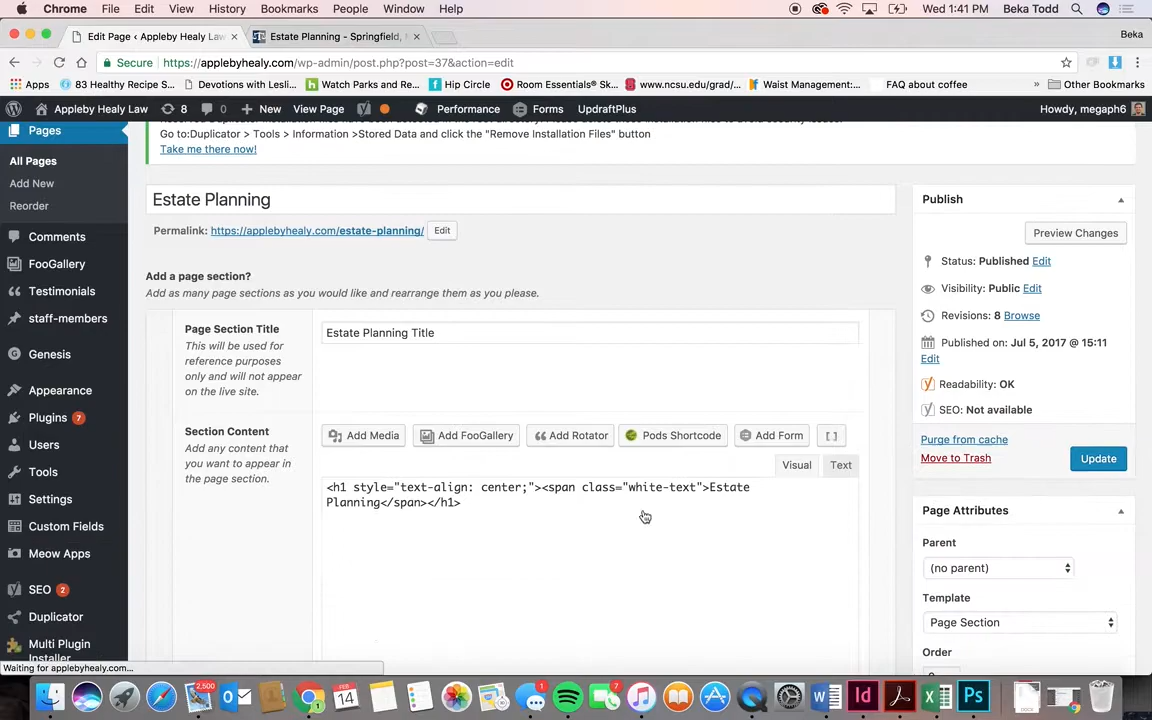 Chrome File Edit View History Bookmarks People Window Help Wed 1:41 PM Beka Todd
Edit Page ‹ Appleby Healy Law × Estate Planning - Springfield, × Beka
Secure https://applebyhealy.com/wp-admin/post.php?post=37&action=edit
Apps 83 Healthy Recipe S... Devotions with Lesli... Watch Parks and Re... Hip Circle Room Essentials® Sk... www.ncsu.edu/grad/... Waist Management:... FAQ about coffee » Other Bookmarks
Appleby Healy Law 8 0 + New View Page Performance Forms UpdraftPlus Howdy, megaph6
Pages
Go to:Duplicator > Tools > Information >Stored Data and click the "Remove Installation Files" button
Take me there now!
All Pages
Add New
Reorder
Comments
FooGallery
Testimonials
staff-members
Genesis
Appearance
Plugins 7
Users
Tools
Settings
Custom Fields
Meow Apps
SEO 2
Duplicator
Multi Plugin
Installer
Estate Planning
Permalink: https://applebyhealy.com/estate-planning/ Edit
Add a page section?
Add as many page sections as you would like and rearrange them as you please.
Page Section Title
This will be used for
reference purposes
only and will not appear
on the live site.
Estate Planning Title
Section Content
Add any content that
you want to appear in
the page section.
Add Media Add FooGallery Add Rotator Pods Shortcode Add Form [ ]
Visual Text
<h1 style="text-align: center;"><span class="white-text">Estate
Planning</span></h1>
Publish
Preview Changes
Status: Published Edit
Visibility: Public Edit
Revisions: 8 Browse
Published on: Jul 5, 2017 @ 15:11
Edit
Readability: OK
SEO: Not available
Purge from cache
Move to Trash
Update
Page Attributes
Parent
(no parent)
Template
Page Section
Order
Waiting for applebyhealy.com...
2,500 FEB 14 1 1 7 W Id X Ps